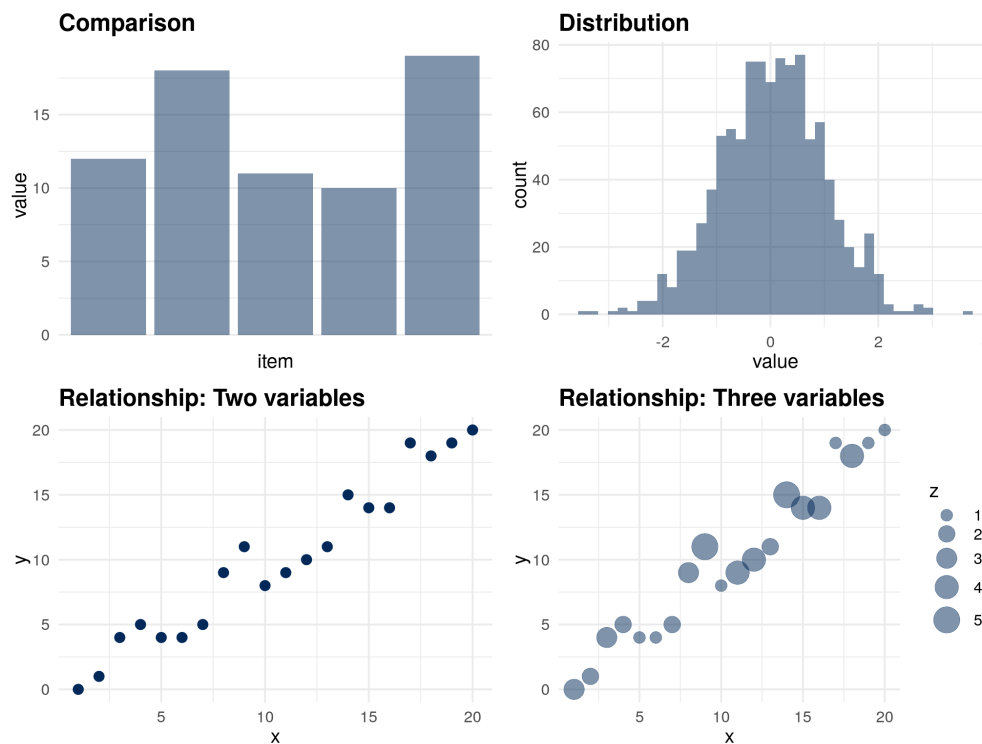 Comparison
value
15
10
5
0
item
Distribution
count
80
60
40
20
0
-2 0 2
value
Relationship: Two variables
y
20
15
10
5
0
5 10 15 20
x
Relationship: Three variables
y
20
15
10
5
0
5 10 15 20
x
z
1
2
3
4
5